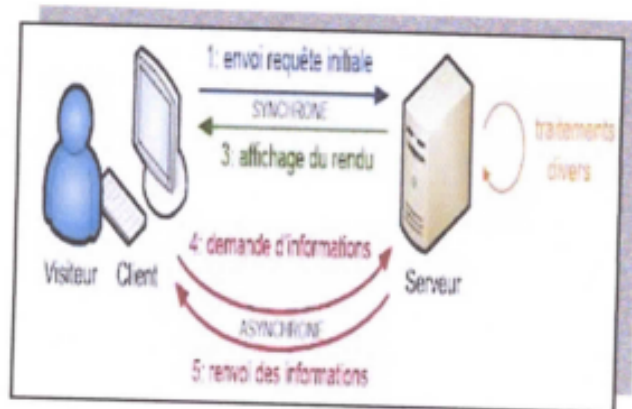 1: envoi requête initiale
SYNCHRONE
3: affichage du rendu
traitements
divers
4: demande d'informations
Visiteur Client
Serveur
ASYNCHRONE
5: renvoi des informations